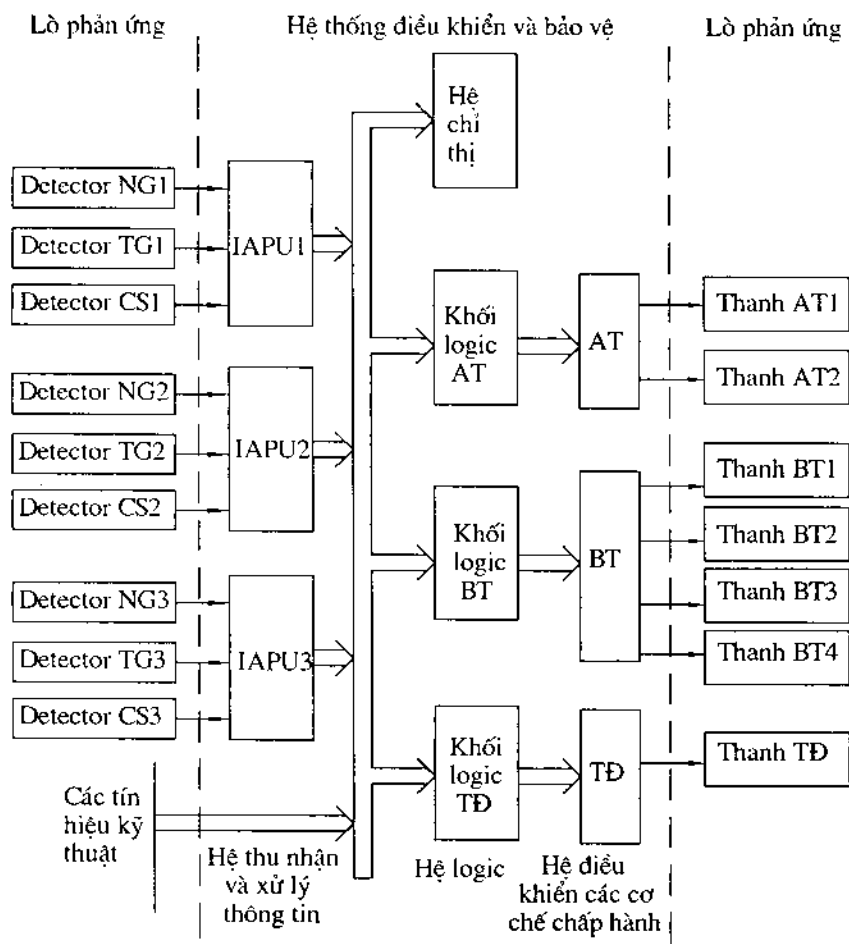 Lò phản ứng
Hệ thống điều khiển và bảo vệ
Lò phản ứng
Hệ
chỉ
thị
Detector NG1
Detector TG1
Detector CS1
IAPU1
Khối
logic
AT
AT
Thanh AT1
Thanh AT2
Detector NG2
Detector TG2
Detector CS2
IAPU2
Khối
logic
BT
BT
Thanh BT1
Thanh BT2
Thanh BT3
Thanh BT4
Detector NG3
Detector TG3
Detector CS3
IAPU3
Khối
logic
TĐ
TĐ
Thanh TĐ
Các tín
hiệu kỹ
thuật
Hệ thu nhận
và xử lý
thông tin
Hệ logic
Hệ điều
khiển các cơ
chế chấp hành